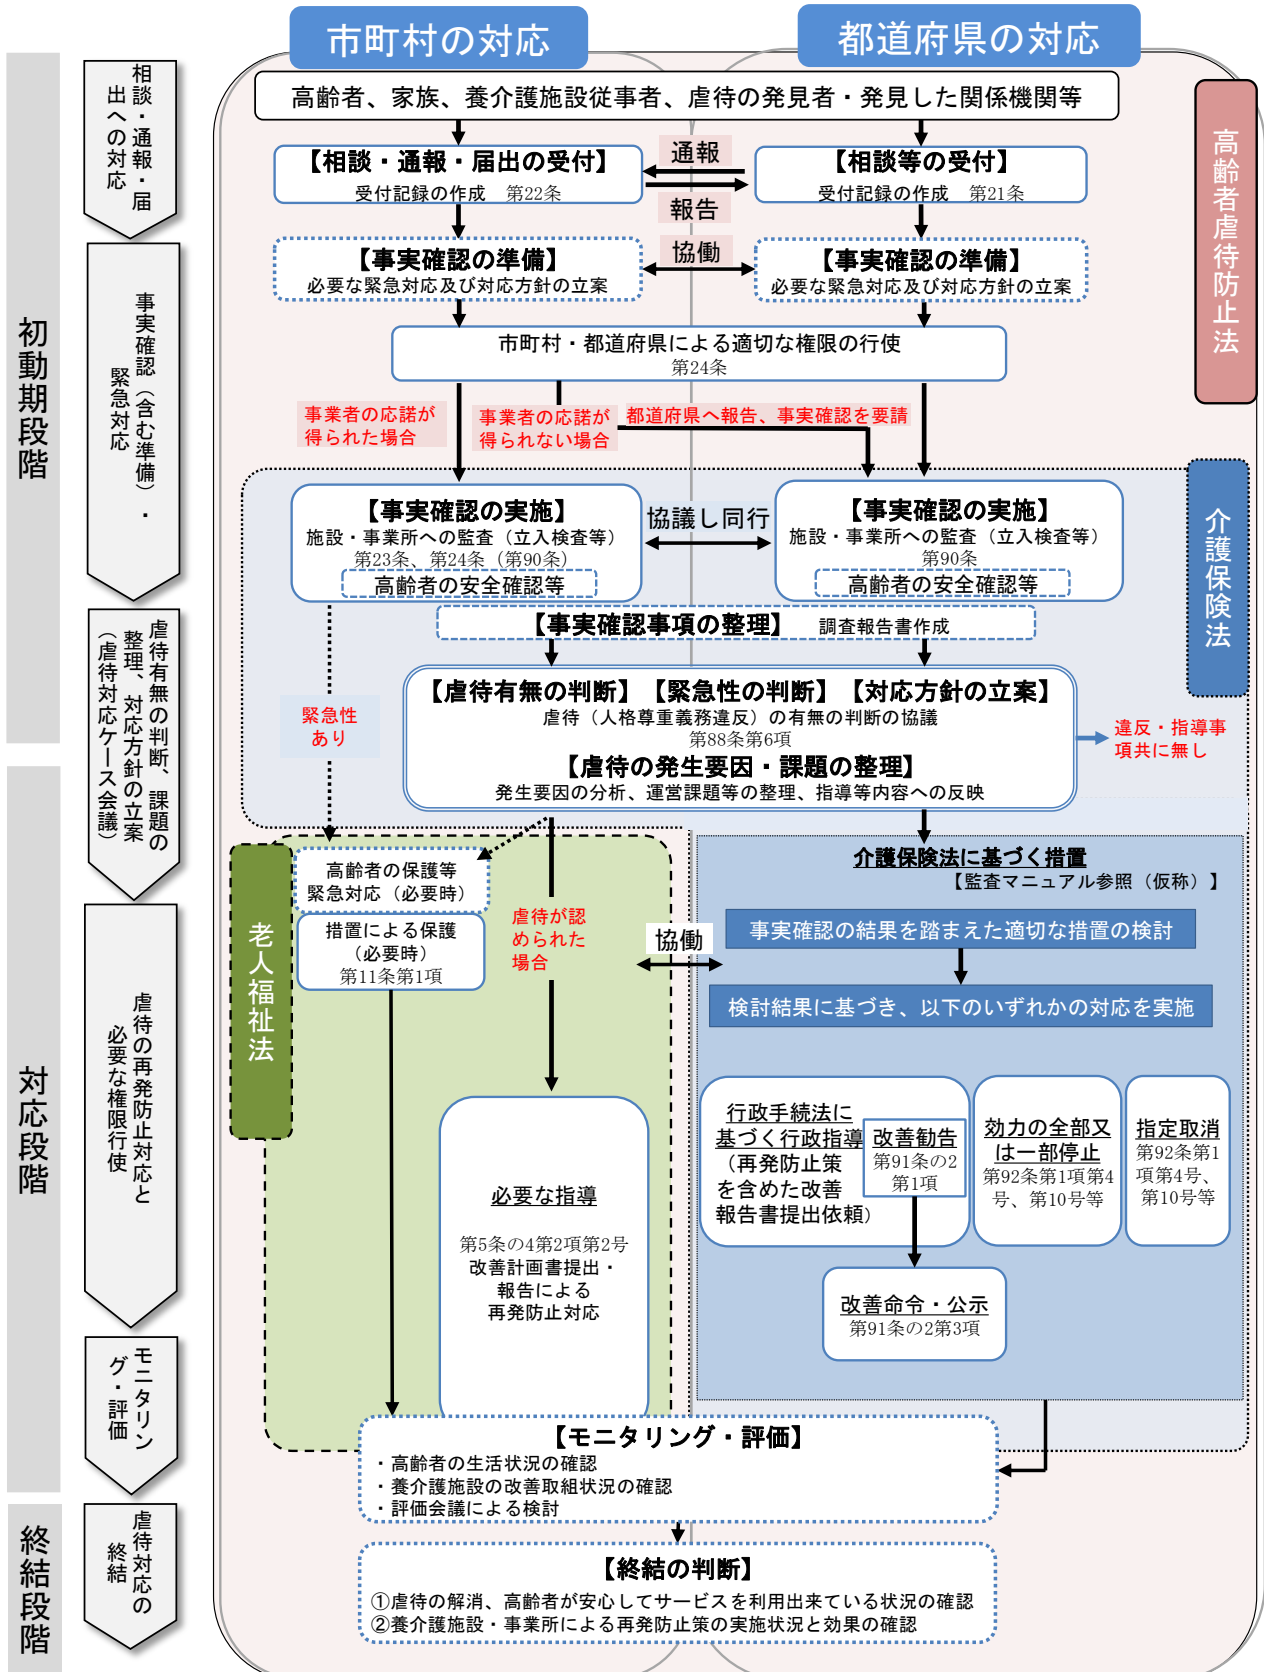 市町村の対応
都道府県の対応
高齢者、家族、養介護施設従事者、虐待の発見者・発見した関係機関等
【相談・通報・届出の受付】
受付記録の作成 第22条
通報
報告
【相談等の受付】
受付記録の作成 第21条
【事実確認の準備】
必要な緊急対応及び対応方針の立案
協働
【事実確認の準備】
必要な緊急対応及び対応方針の立案
市町村・都道府県による適切な権限の行使
第24条
事業者の応諾が
得られた場合
事業者の応諾が
得られない場合
都道府県へ報告、事実確認を要請
【事実確認の実施】
施設・事業所への監査（立入検査等）
第23条、第24条（第90条）
高齢者の安全確認等
協議し同行
【事実確認の実施】
施設・事業所への監査（立入検査等）
第90条
高齢者の安全確認等
【事実確認事項の整理】 調査報告書作成
緊急性
あり
【虐待有無の判断】【緊急性の判断】【対応方針の立案】
虐待（人格尊重義務違反）の有無の判断の協議
第88条第6項
【虐待の発生要因・課題の整理】
発生要因の分析、運営課題等の整理、指導等内容への反映
違反・指導事
項共に無し
高齢者の保護等
緊急対応（必要時）
措置による保護
（必要時）
第11条第1項
虐待が認
められた
場合
協働
介護保険法に基づく措置
【監査マニュアル参照（仮称）】
事実確認の結果を踏まえた適切な措置の検討
検討結果に基づき、以下のいずれかの対応を実施
必要な指導
第5条の4第2項第2号
改善計画書提出・
報告による
再発防止対応
行政手続法に
基づく行政指導
（再発防止策
を含めた改善
報告書提出依頼）
改善勧告
第91条の2
第1項
効力の全部又
は一部停止
第92条第1項第4
号、第10号等
指定取消
第92条第1
項第4号、
第10号等
改善命令・公示
第91条の2第3項
【モニタリング・評価】
・高齢者の生活状況の確認
・養介護施設の改善取組状況の確認
・評価会議による検討
【終結の判断】
①虐待の解消、高齢者が安心してサービスを利用出来ている状況の確認
②養介護施設・事業所による再発防止策の実施状況と効果の確認
高齢者虐待防止法
介護保険法
老人福祉法
初動期段階
対応段階
終結段階
相談・通報・届
出への対応
事実確認（含む準備）・
緊急対応
虐待有無の判断、課題の
整理、対応方針の立案
（虐待対応ケース会議）
虐待の再発防止対応と
必要な権限行使
モニタリン
グ・評価
虐待対応の
終結